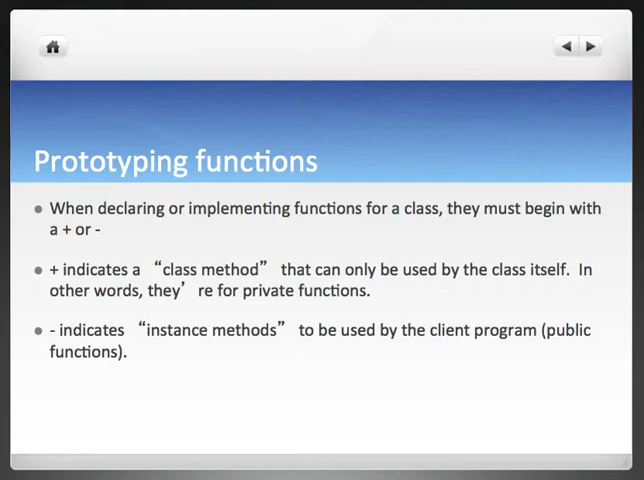 Prototyping functions
● When declaring or implementing functions for a class, they must begin with
a + or -
● + indicates a “class method” that can only be used by the class itself. In
other words, they’re for private functions.
● - indicates “instance methods” to be used by the client program (public
functions).